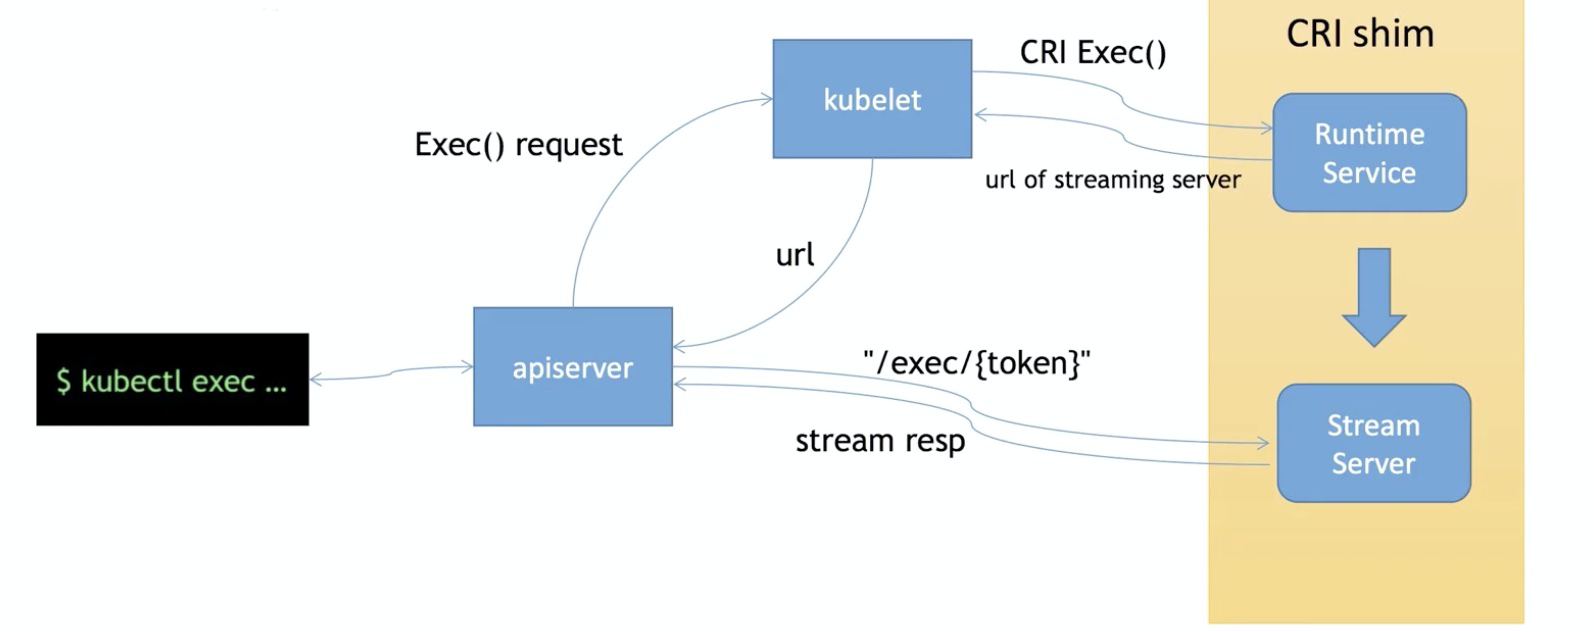 CRI shim
CRI Exec()
kubelet
Runtime
Service
Exec() request
url of streaming server
url
"/exec/{token}"
apiserver
$ kubectl exec ...
stream resp
Stream
Server